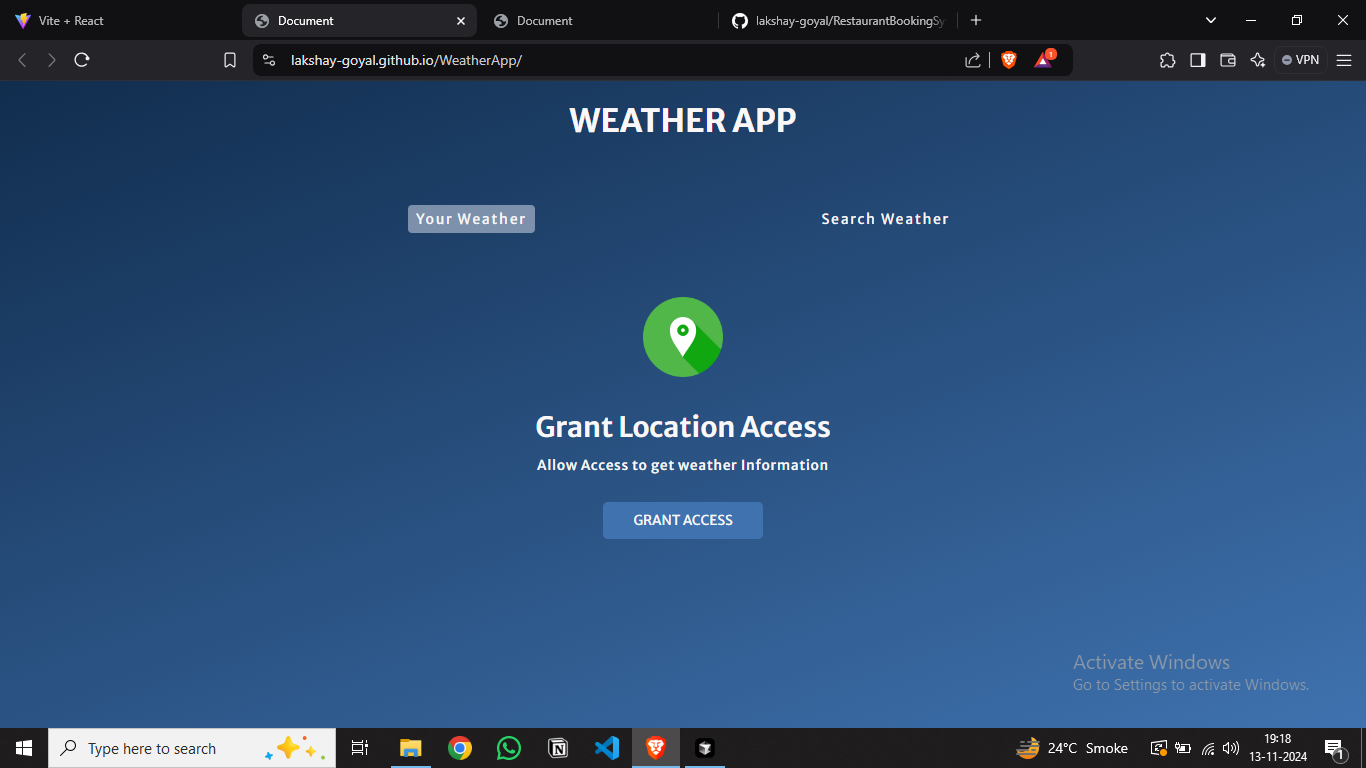 Vite + React
Document
Document
lakshay-goyal/RestaurantBookingSy
lakshay-goyal.github.io/WeatherApp/
1
VPN
WEATHER APP
Your Weather
Search Weather
Grant Location Access
Allow Access to get weather Information
GRANT ACCESS
Activate Windows
Go to Settings to activate Windows.
Type here to search
24°C Smoke
19:18
13-11-2024
1